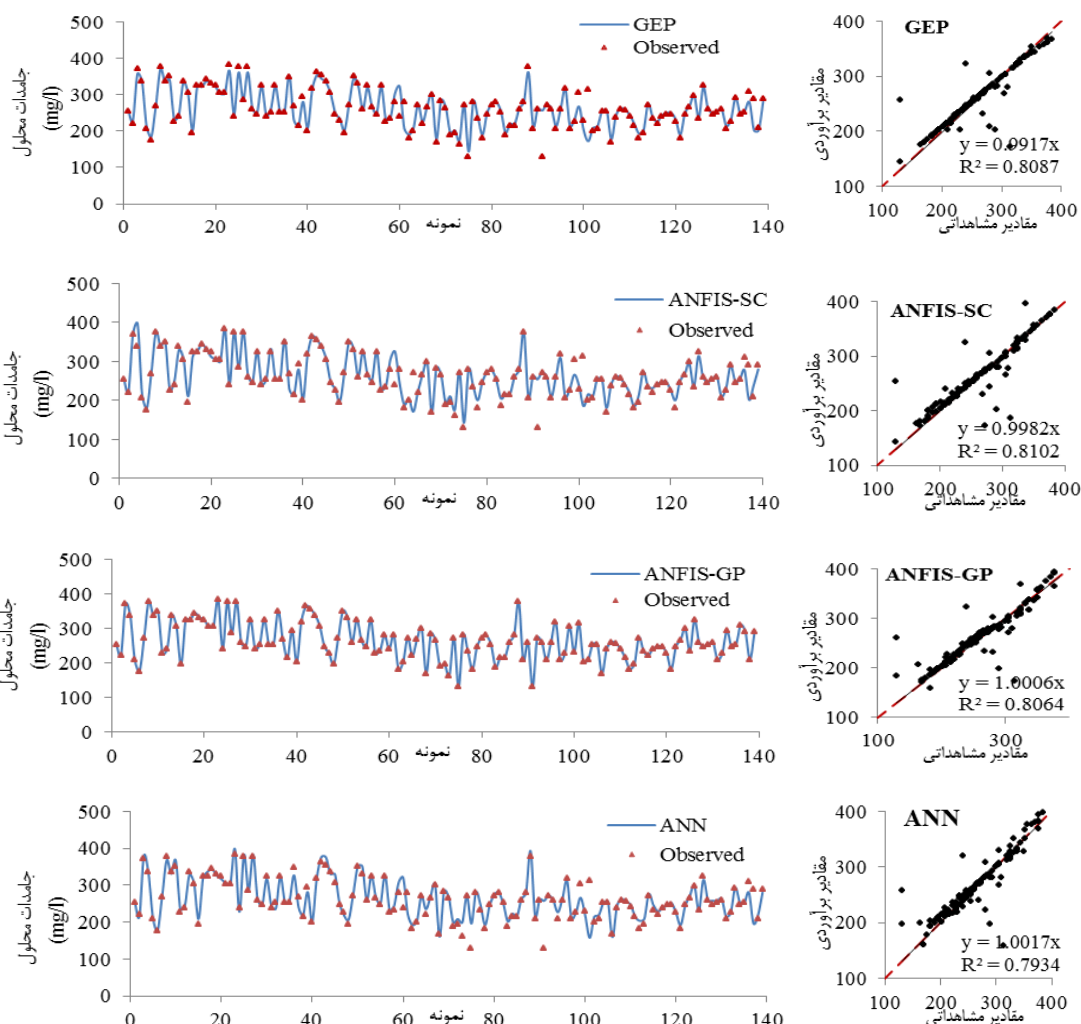 500
400
300
200
100
0
جامدات محلول
(mg/l)
GEP
Observed
0 20 40 60 80 100 120 140
نمونه
400
300
200
100
مقادیر برآوردی
GEP
y = 0.9917x
R² = 0.8087
100 200 300 400
مقادیر مشاهداتی
500
400
300
200
100
0
جامدات محلول
(mg/l)
ANFIS-SC
Observed
0 20 40 60 80 100 120 140
نمونه
400
300
200
100
مقادیر برآوردی
ANFIS-SC
y = 0.9982x
R² = 0.8102
100 200 300 400
مقادیر مشاهداتی
500
400
300
200
100
0
جامدات محلول
(mg/l)
ANFIS-GP
Observed
0 20 40 60 80 100 120 140
نمونه
400
300
200
100
مقادیر برآوردی
ANFIS-GP
y = 1.0006x
R² = 0.8064
100 300
مقادیر مشاهداتی
500
400
300
200
100
0
جامدات محلول
(mg/l)
ANN
Observed
0 20 40 60 80 100 120 140
نمونه
400
300
200
100
مقادیر برآوردی
ANN
y = 1.0017x
R² = 0.7934
100 200 300 400
مقادیر مشاهداتی